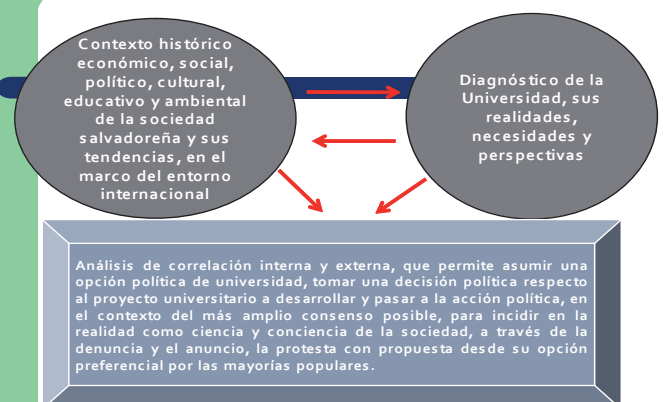 Contexto histórico
económico, social,
político, cultural,
educativo y ambiental
de la sociedad
salvadoreña y sus
tendencias, en el
marco del entorno
internacional
Diagnóstico de la
Universidad, sus
realidades,
necesidades y
perspectivas
Análisis de correlación interna y externa, que permite asumir una
opción política de universidad, tomar una decisión política respecto
al proyecto universitario a desarrollar y pasar a la acción política, en
el contexto del más amplio consenso posible, para incidir en la
realidad como ciencia y conciencia de la sociedad, a través de la
denuncia y el anuncio, la protesta con propuesta desde su opción
preferencial por las mayorías populares.